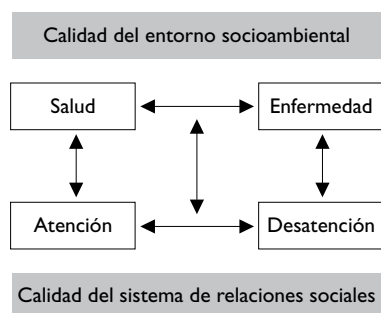 Calidad del entorno socioambiental
Salud
Enfermedad
Atención
Desatención
Calidad del sistema de relaciones sociales